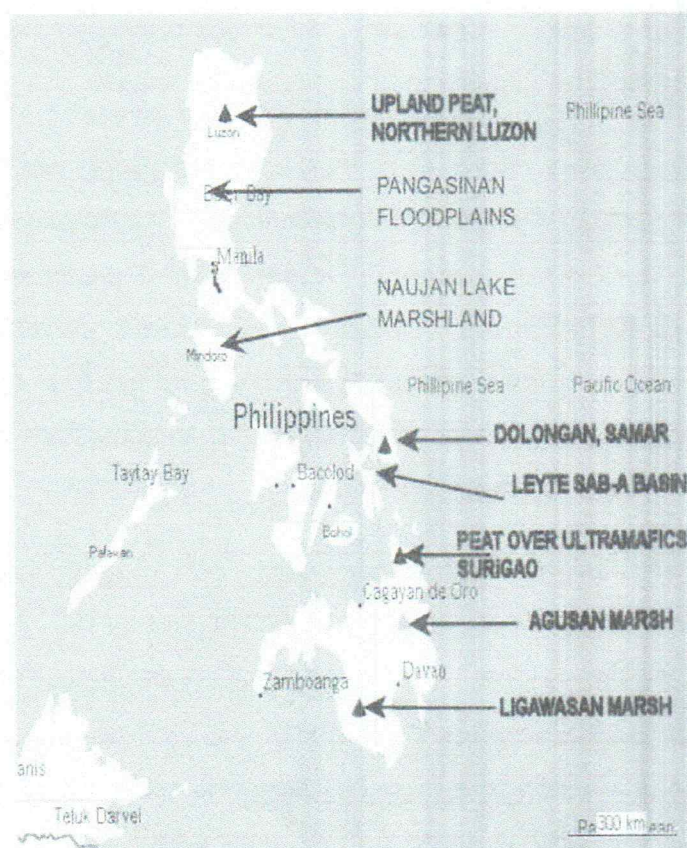 UPLAND PEAT,
NORTHERN LUZON
Phillipine Sea
Luzon
PANGASINAN
FLOODPLAINS
Bay
Manila
NAUJAN LAKE
MARSHLAND
Mindoro
Phillipine Sea
Pacific Ocean
Philippines
DOLONGAN, SAMAR
Taytay Bay
Bacolod
LEYTE SAB-A BASIN
Bohol
Palawan
PEAT OVER ULTRAMAFICS
SURIGAO
Cagayan de Oro
AGUSAN MARSH
Zamboanga
Davao
LIGAWASAN MARSH
anis
Teluk Darvel
300 km